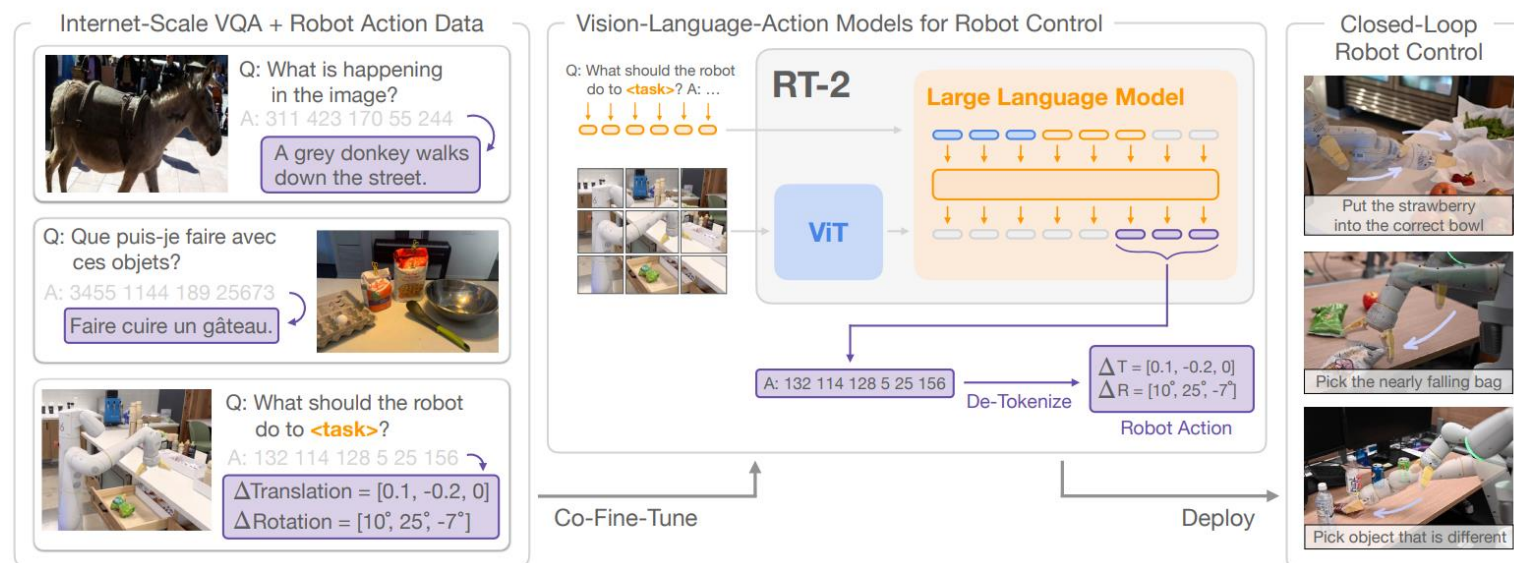 Internet-Scale VQA + Robot Action Data
Q: What is happening
in the image?
A: 311 423 170 55 244
A grey donkey walks
down the street.
Q: Que puis-je faire avec
ces objets?
A: 3455 1144 189 25673
Faire cuire un gâteau.
Q: What should the robot
do to <task>?
A: 132 114 128 5 25 156
ΔTranslation = [0.1, -0.2, 0]
ΔRotation = [10°, 25°, -7°]
Co-Fine-Tune
Vision-Language-Action Models for Robot Control
Q: What should the robot
do to <task>? A: …
RT-2
Large Language Model
ViT
A: 132 114 128 5 25 156
De-Tokenize
ΔT = [0.1, -0.2, 0]
ΔR = [10°, 25°, -7°]
Robot Action
Deploy
Closed-Loop
Robot Control
Put the strawberry
into the correct bowl
Pick the nearly falling bag
Pick object that is different